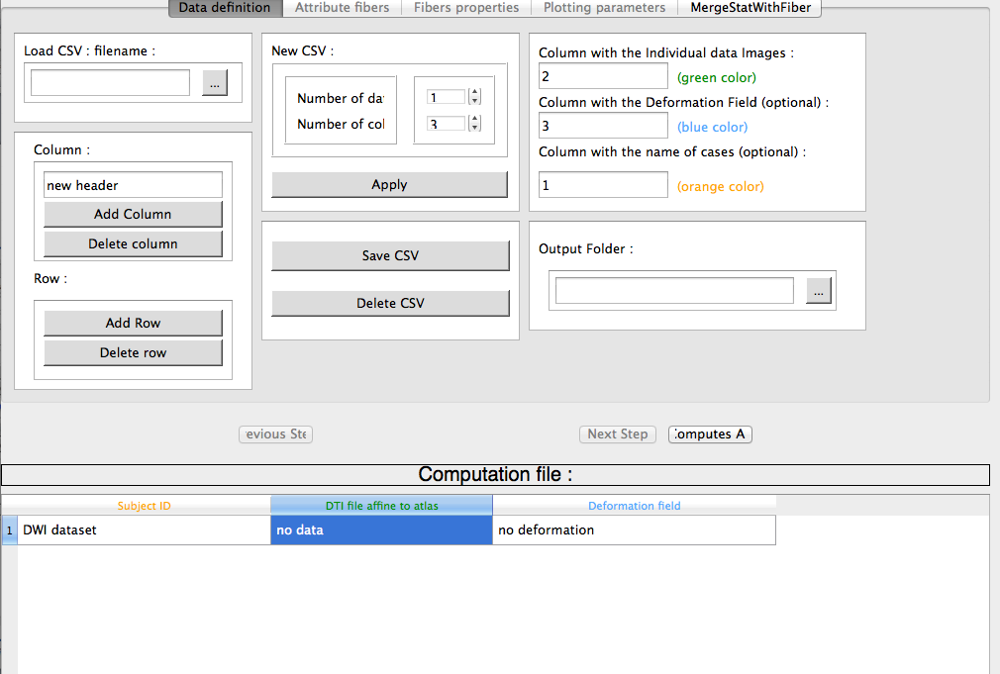 Data definition
Attribute fibers
Fibers properties
Plotting parameters
MergeStatWithFiber
Load CSV : filename :
...
Column :
new header
Add Column
Delete column
Row :
Add Row
Delete row
New CSV :
Number of da
1
Number of col
3
Apply
Save CSV
Delete CSV
Column with the Individual data Images :
2 (green color)
Column with the Deformation Field (optional) :
3 (blue color)
Column with the name of cases (optional) :
1 (orange color)
Output Folder :
...
evious Ste
Next Step
Computes A
Computation file :
Subject ID DTI file affine to atlas Deformation field
1 DWI dataset no data no deformation